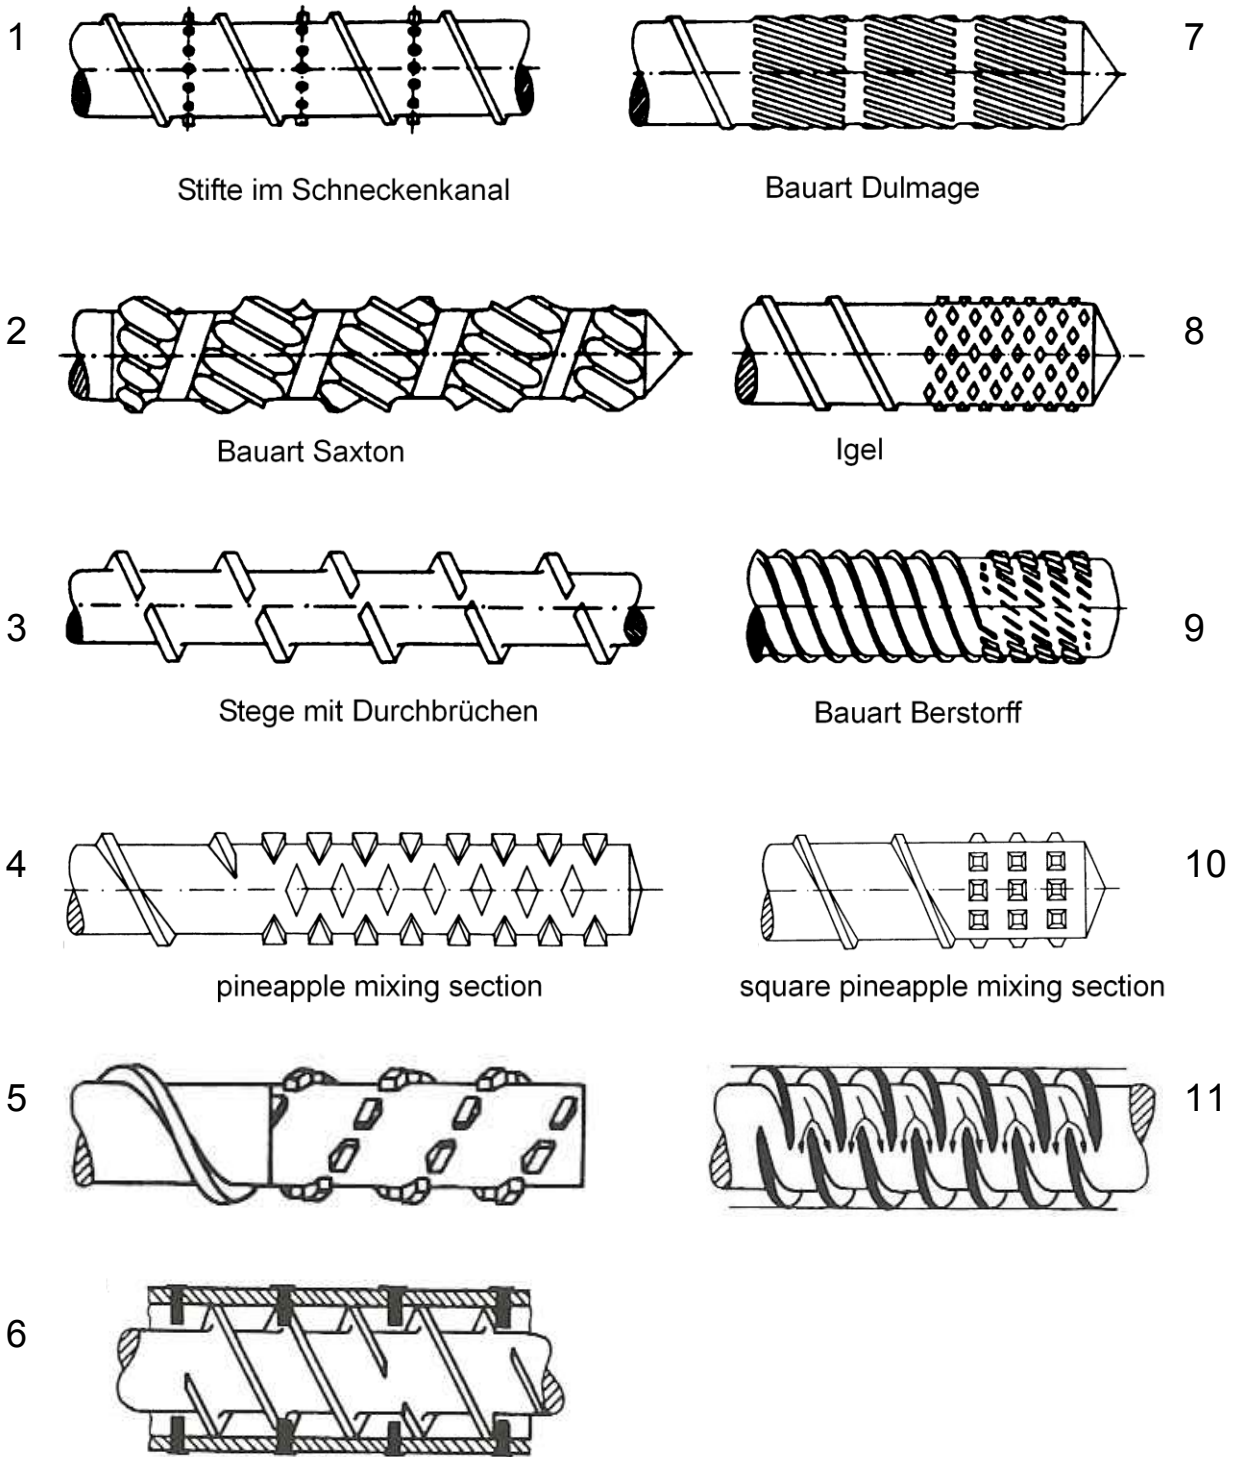 1
7
Stifte im Schneckenkanal
Bauart Dulmage
2
8
Bauart Saxton
Igel
3
9
Stege mit Durchbrüchen
Bauart Berstorff
4
10
pineapple mixing section
square pineapple mixing section
5
11
6